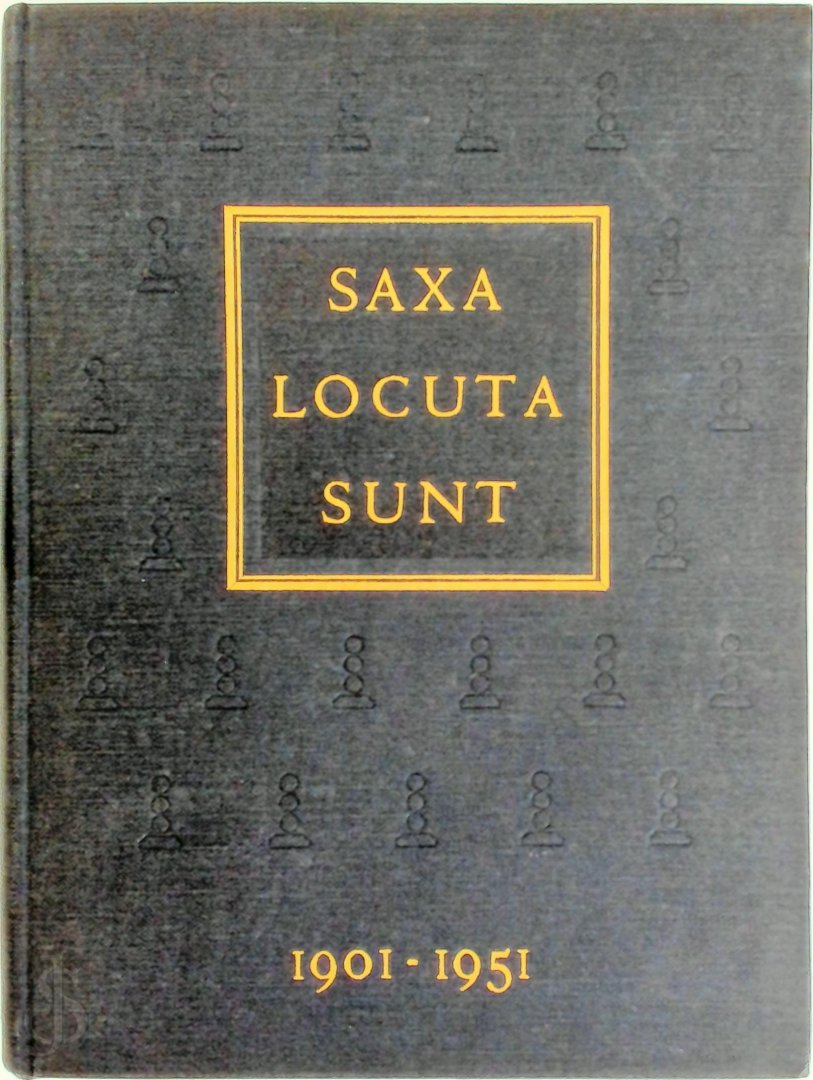 SAXA
LOCUTA
SUNT
1901-1951